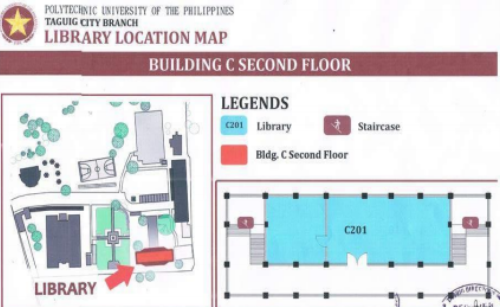 POLYTECHNIC UNIVERSITY OF THE PHILIPPINES
TAGUIG CITY BRANCH
LIBRARY LOCATION MAP
BUILDING C SECOND FLOOR
LEGENDS
C201 Library
Staircase
Bldg. C Second Floor
C201
LIBRARY